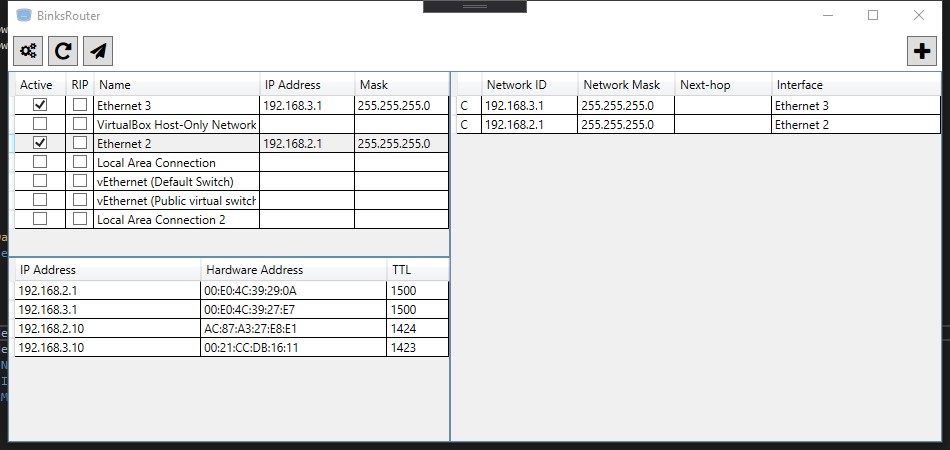 BinksRouter
Active RIP Name IP Address Mask
Ethernet 3 192.168.3.1 255.255.255.0
VirtualBox Host-Only Network
Ethernet 2 192.168.2.1 255.255.255.0
Local Area Connection
vEthernet (Default Switch)
vEthernet (Public virtual switch
Local Area Connection 2
IP Address Hardware Address TTL
192.168.2.1 00:E0:4C:39:29:0A 1500
192.168.3.1 00:E0:4C:39:27:E7 1500
192.168.2.10 AC:87:A3:27:E8:E1 1424
192.168.3.10 00:21:CC:DB:16:11 1423
Network ID Network Mask Next-hop Interface
C 192.168.3.1 255.255.255.0 Ethernet 3
C 192.168.2.1 255.255.255.0 Ethernet 2